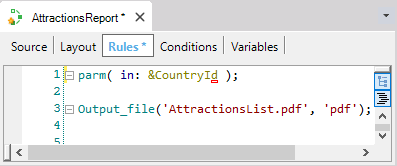 AttractionsReport *
Source Layout Rules * Conditions Variables
1 parm( in: &CountryId );
2
3 Output_file('AttractionsList.pdf', 'pdf');
4
5